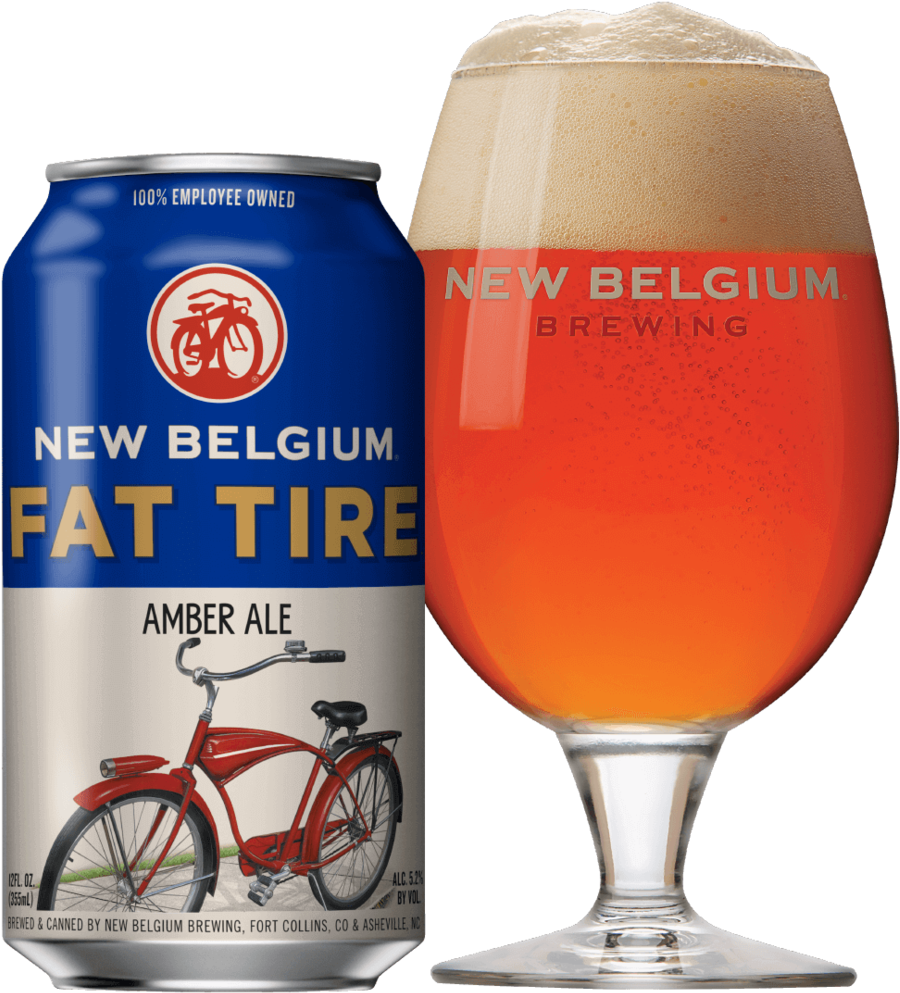 100% EMPLOYEE OWNED
NEW BELGIUM®
FAT TIRE
AMBER ALE
12FL. OZ.
(355mL)
ALC. 5.2%
BY VOL.
BREWED & CANNED BY NEW BELGIUM BREWING, FORT COLLINS, CO & ASHEVILLE, NC
NEW BELGIUM®
BREWING